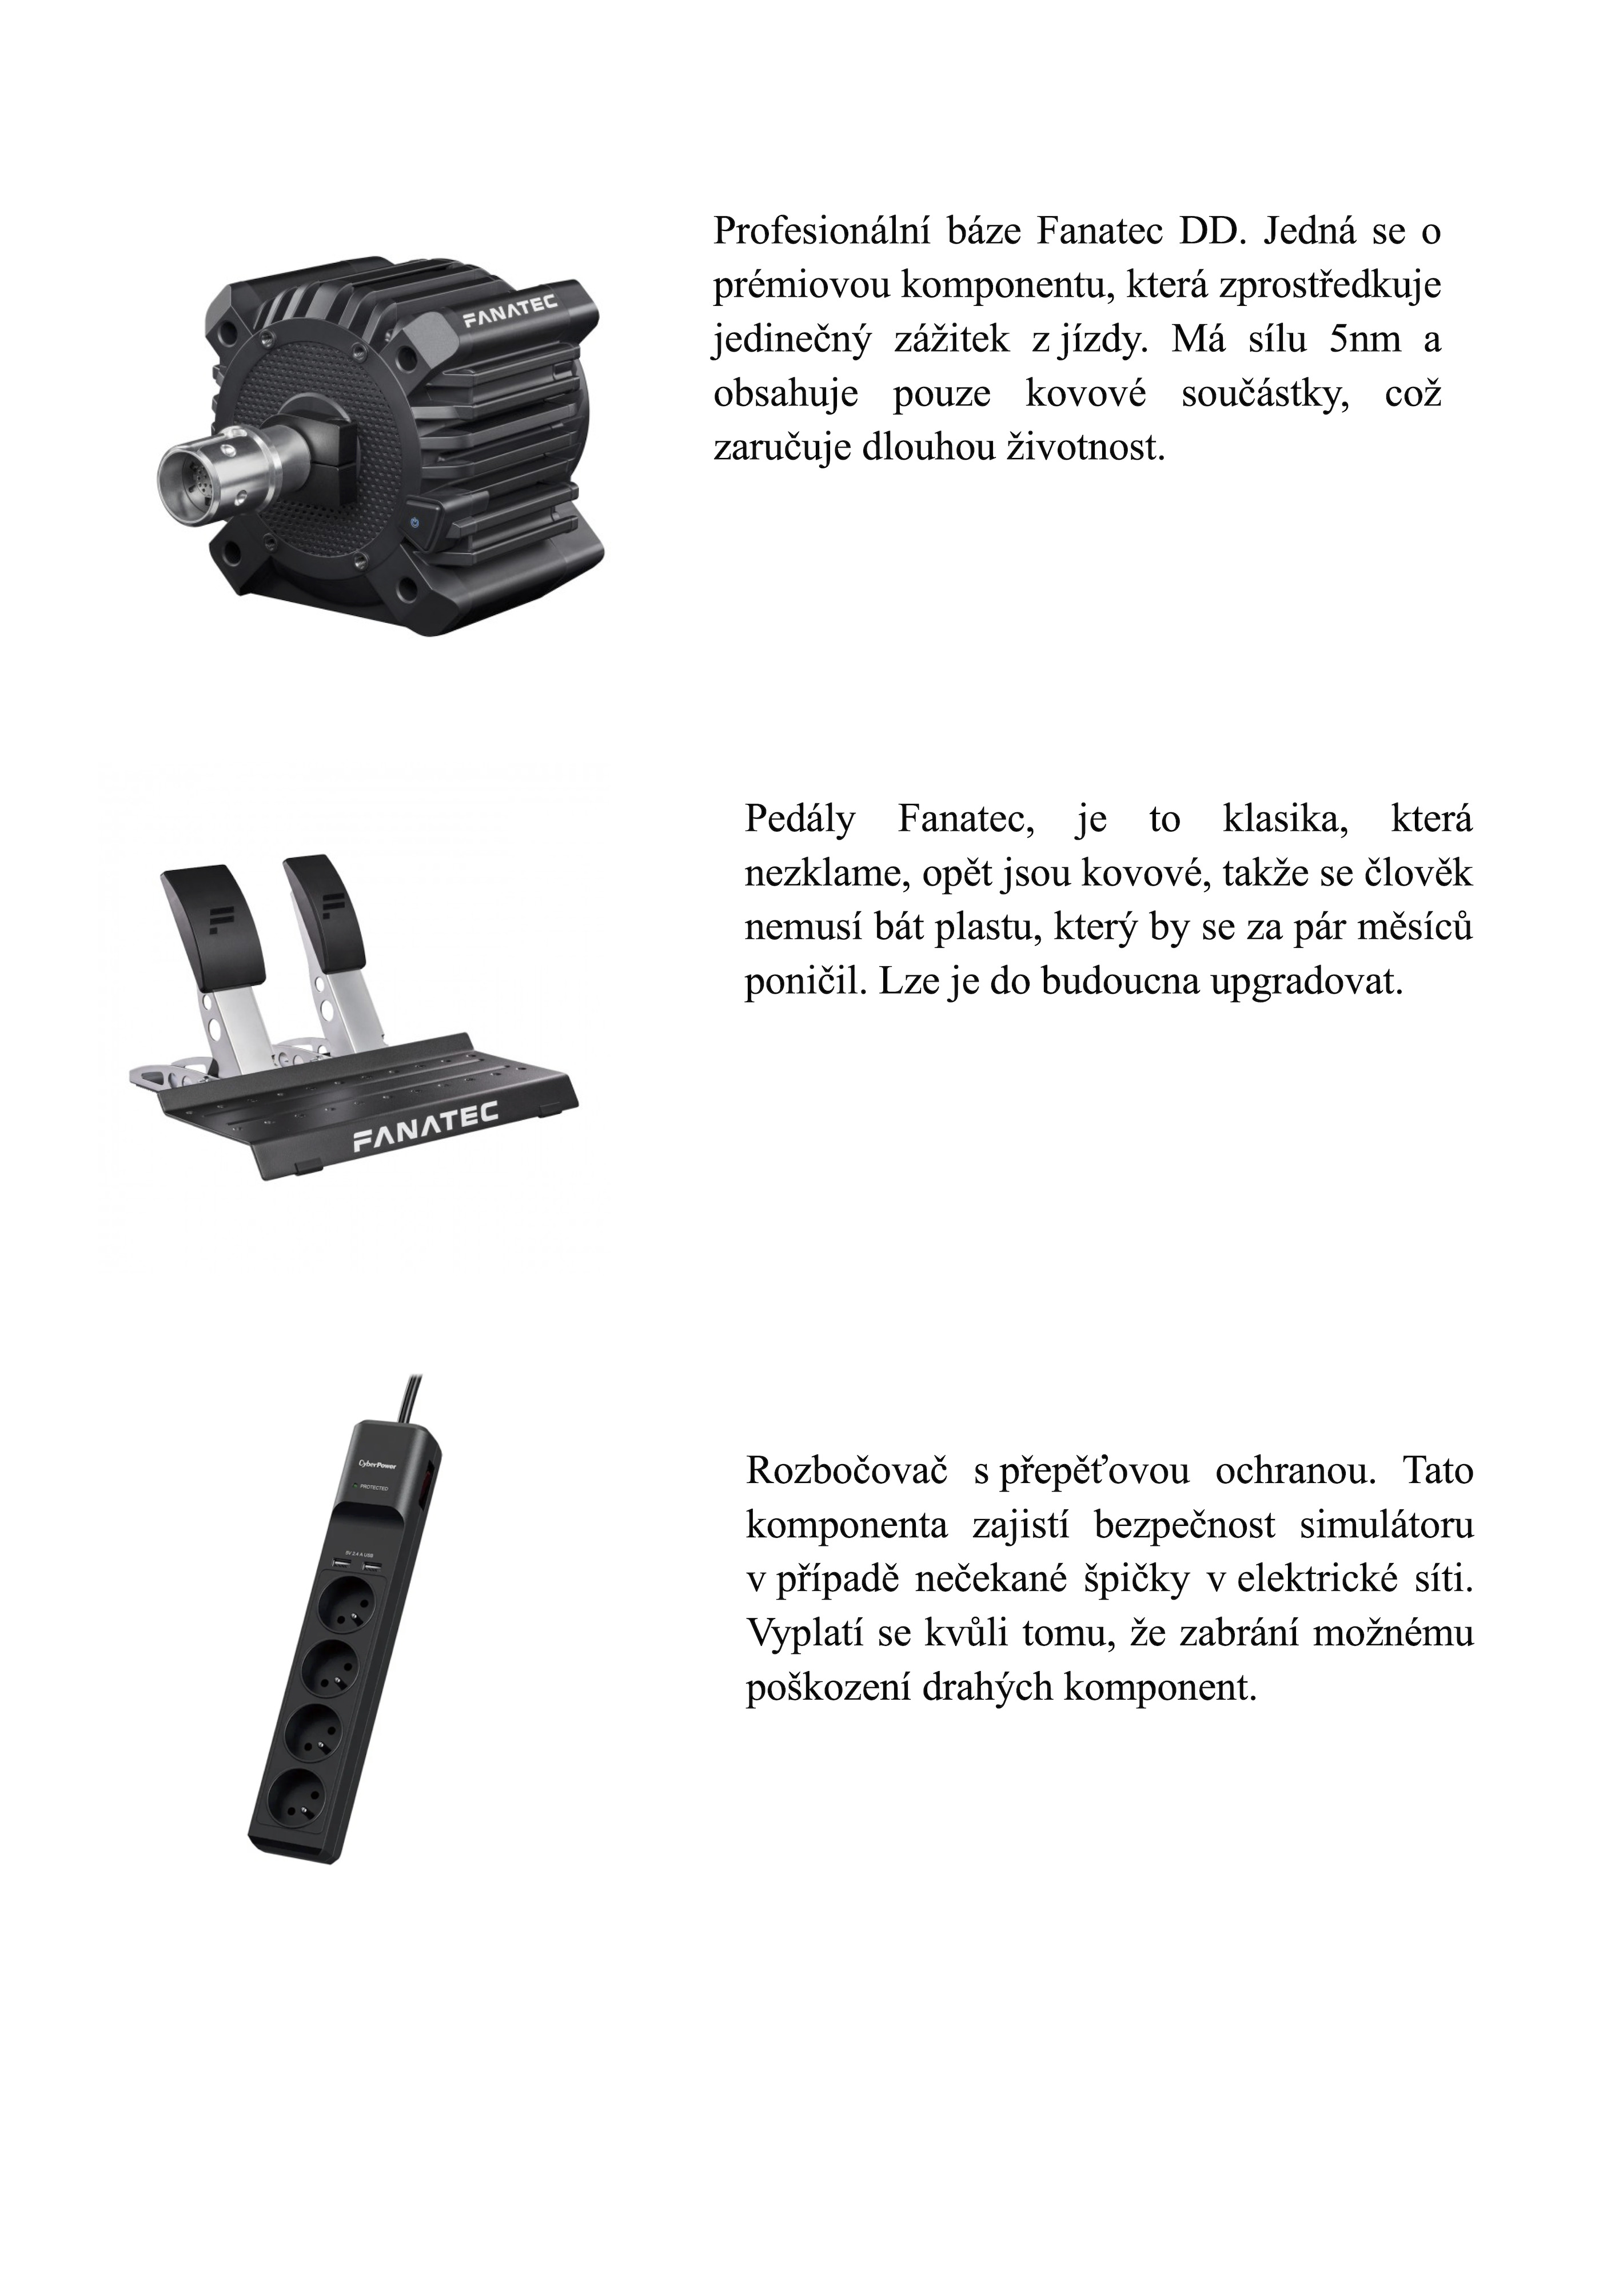 Profesionální báze Fanatec DD. Jedná se o
prémiovou komponentu, která zprostředkuje
jedinečný zážitek z jízdy. Má sílu 5nm a
obsahuje pouze kovové součástky, což
zaručuje dlouhou životnost.
FANATEC
Pedály Fanatec, je to klasika, která
nezklame, opět jsou kovové, takže se člověk
nemusí bát plastu, který by se za pár měsíců
poničil. Lze je do budoucna upgradovat.
FANATEC
Rozbočovač s přepěťovou ochranou. Tato
komponenta zajistí bezpečnost simulátoru
v případě nečekané špičky v elektrické síti.
Vyplatí se kvůli tomu, že zabrání možnému
poškození drahých komponent.
CyberPower
PROTECTED
5V 2.4 A USB